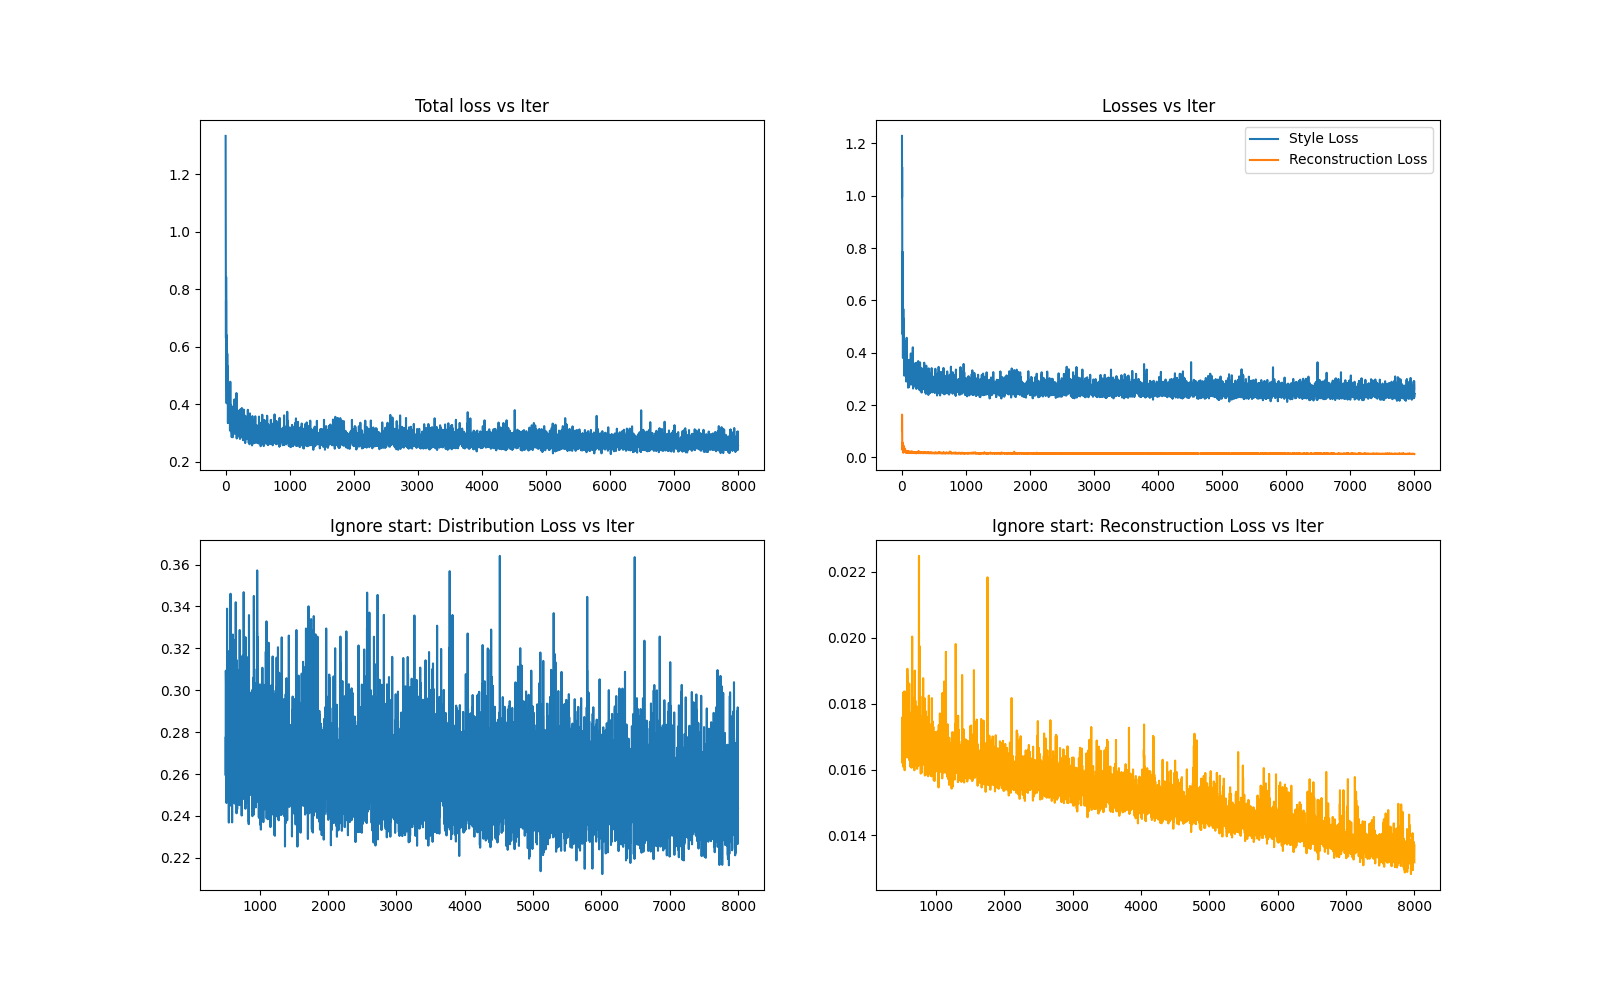 Total loss vs Iter
1.2
1.0
0.8
0.6
0.4
0.2
0 1000 2000 3000 4000 5000 6000 7000 8000
Losses vs Iter
Style Loss
Reconstruction Loss
1.2
1.0
0.8
0.6
0.4
0.2
0.0
0 1000 2000 3000 4000 5000 6000 7000 8000
Ignore start: Distribution Loss vs Iter
0.36
0.34
0.32
0.30
0.28
0.26
0.24
0.22
1000 2000 3000 4000 5000 6000 7000 8000
Ignore start: Reconstruction Loss vs Iter
0.022
0.020
0.018
0.016
0.014
1000 2000 3000 4000 5000 6000 7000 8000